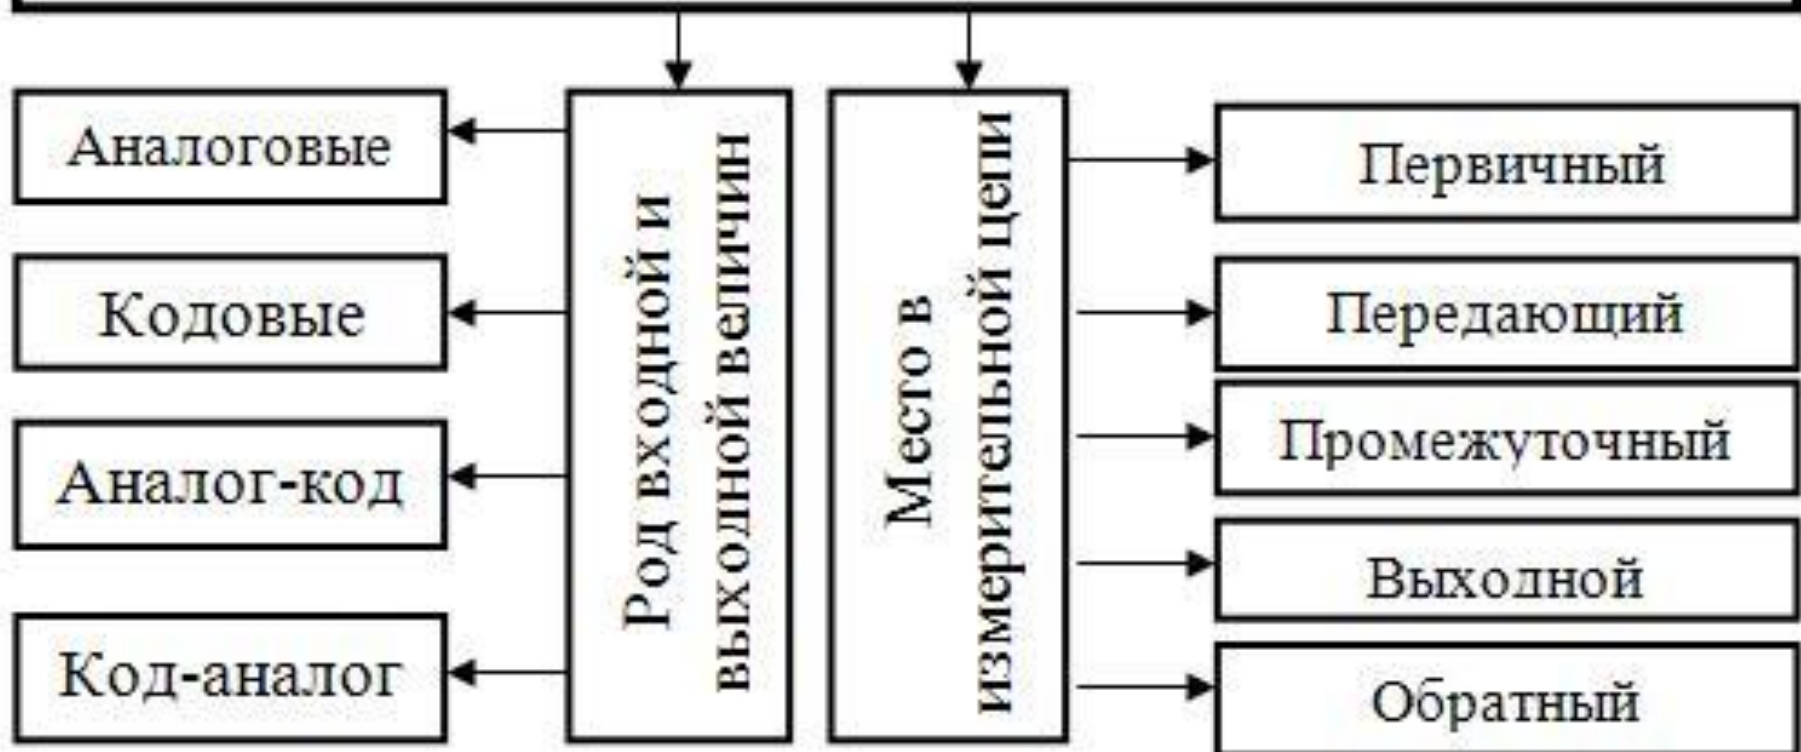 Аналоговые
Кодовые
Аналог-код
Код-аналог
Род входной и
выходной величин
Место в
измерительной цепи
Первичный
Передающий
Промежуточный
Выходной
Обратный